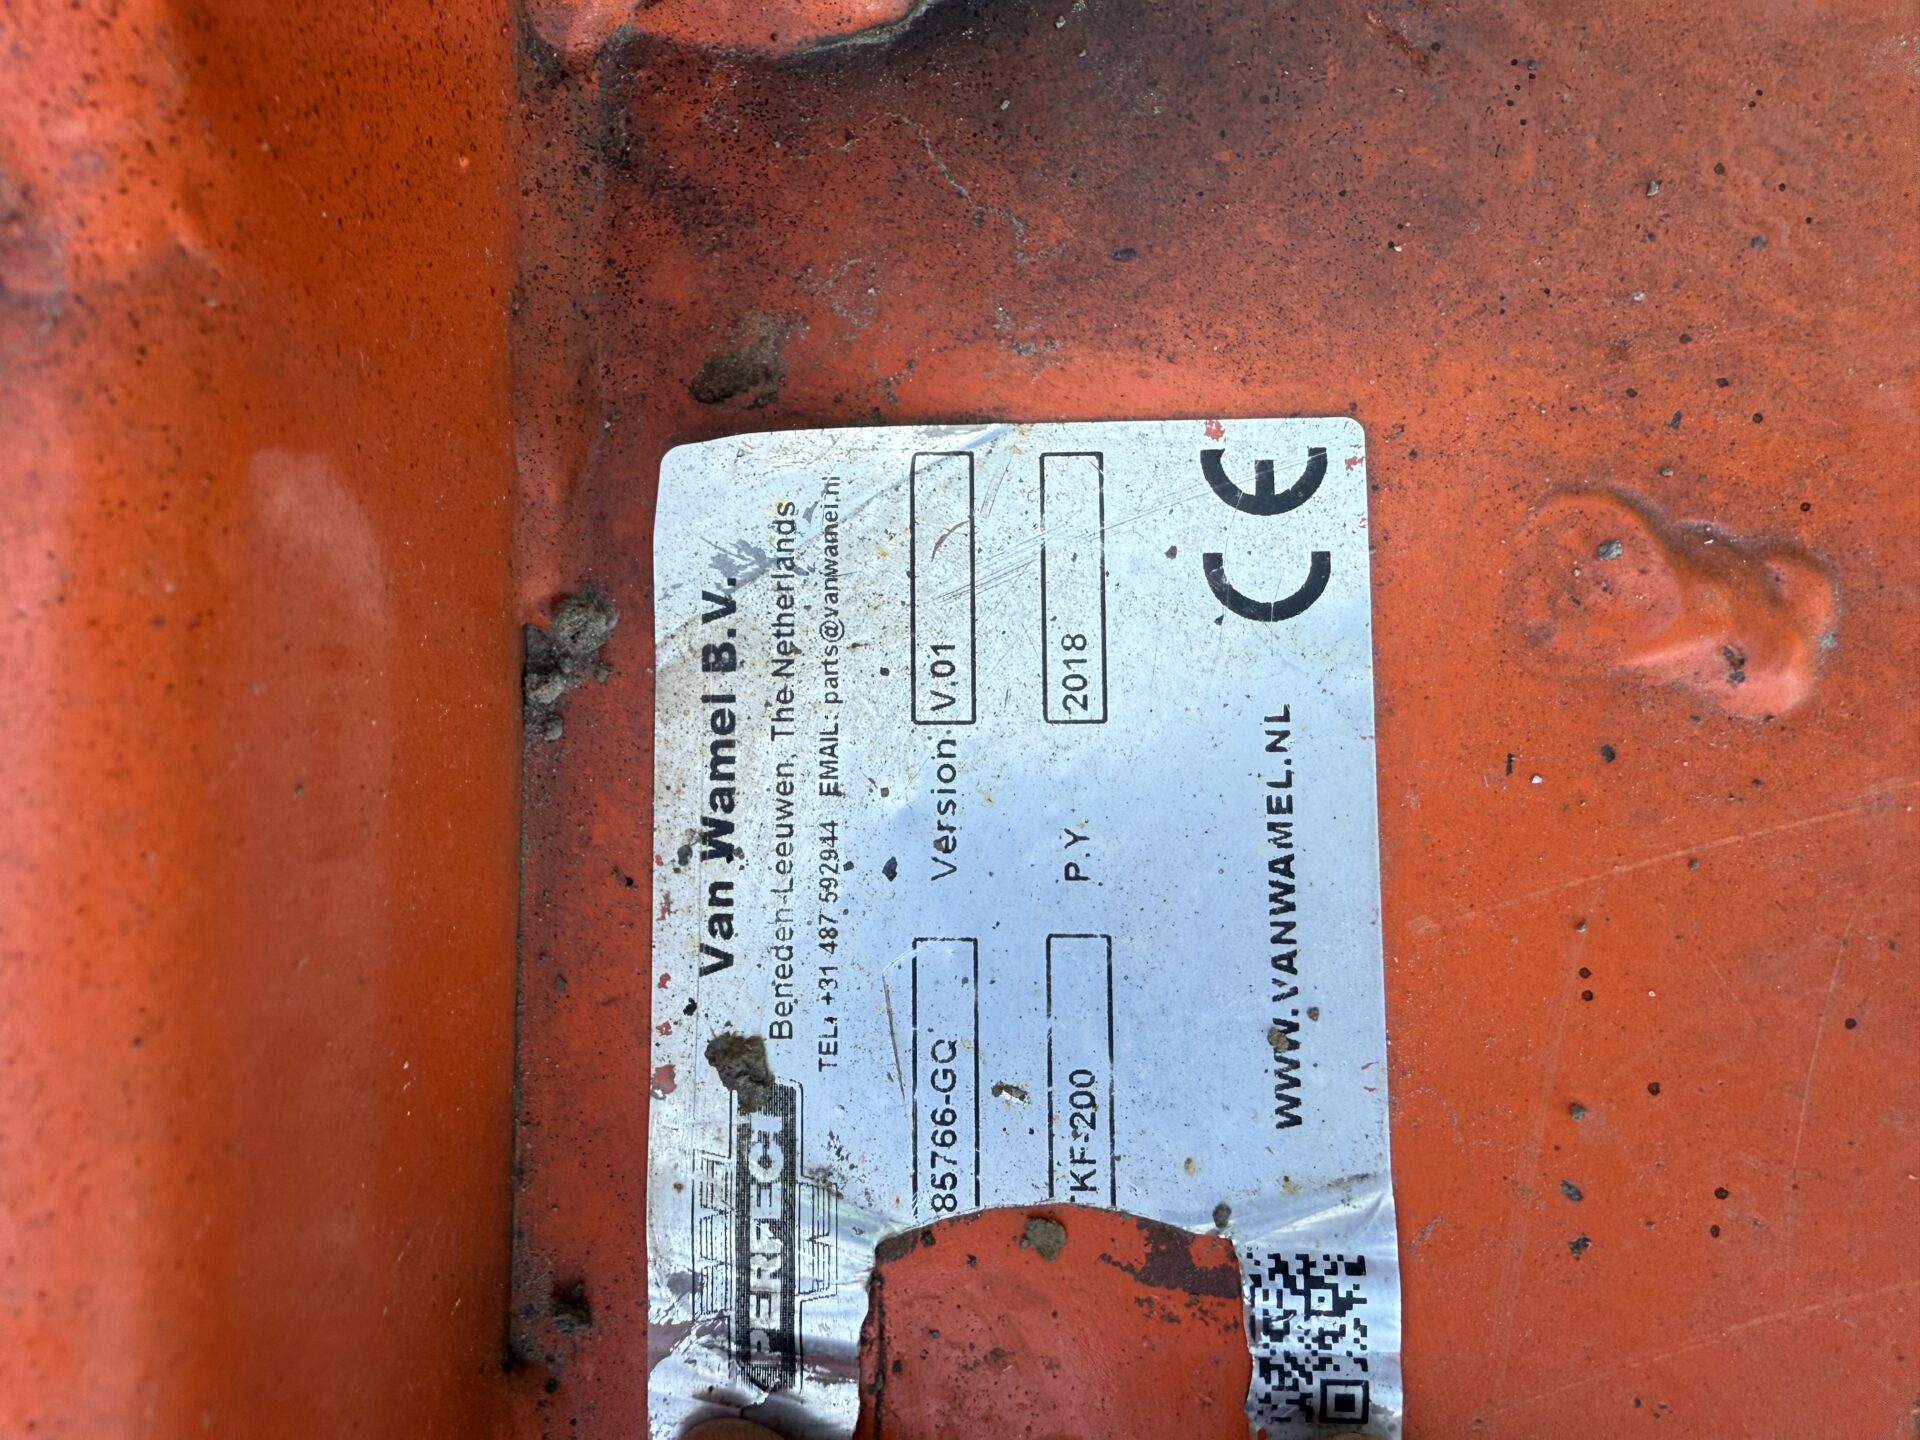 Van Wamel B.V.
PERFECT
Beneden-Leeuwen, The Netherlands
TEL: +31 487 592944 EMAIL: parts@vanwamel.nl
85766-GQ Version V.01
KF-200 P.Y. 2018
WWW.VANWAMEL.NL CE